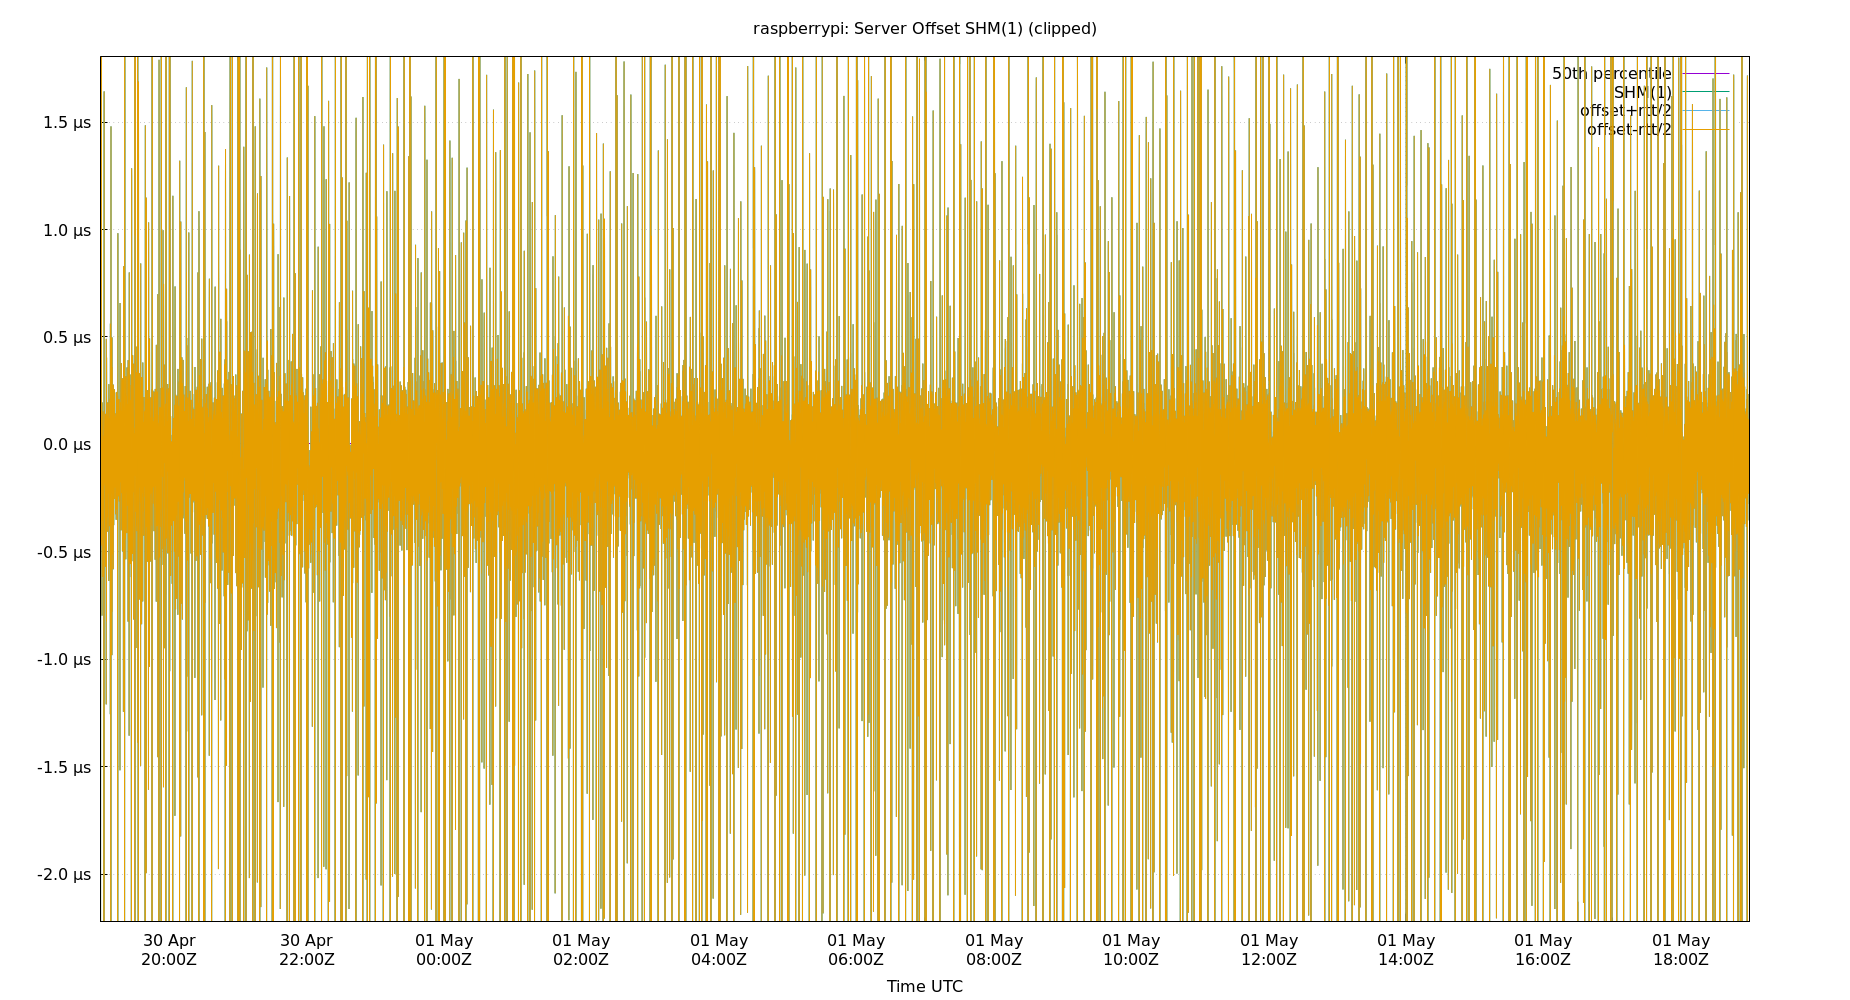 raspberrypi: Server Offset SHM(1) (clipped)
50th percentile
SHM(1)
offset+rtt/2
offset-rtt/2
1.5 µs
1.0 µs
0.5 µs
0.0 µs
-0.5 µs
-1.0 µs
-1.5 µs
-2.0 µs
30 Apr 30 Apr 01 May 01 May 01 May 01 May 01 May 01 May 01 May 01 May 01 May 01 May
20:00Z 22:00Z 00:00Z 02:00Z 04:00Z 06:00Z 08:00Z 10:00Z 12:00Z 14:00Z 16:00Z 18:00Z
Time UTC